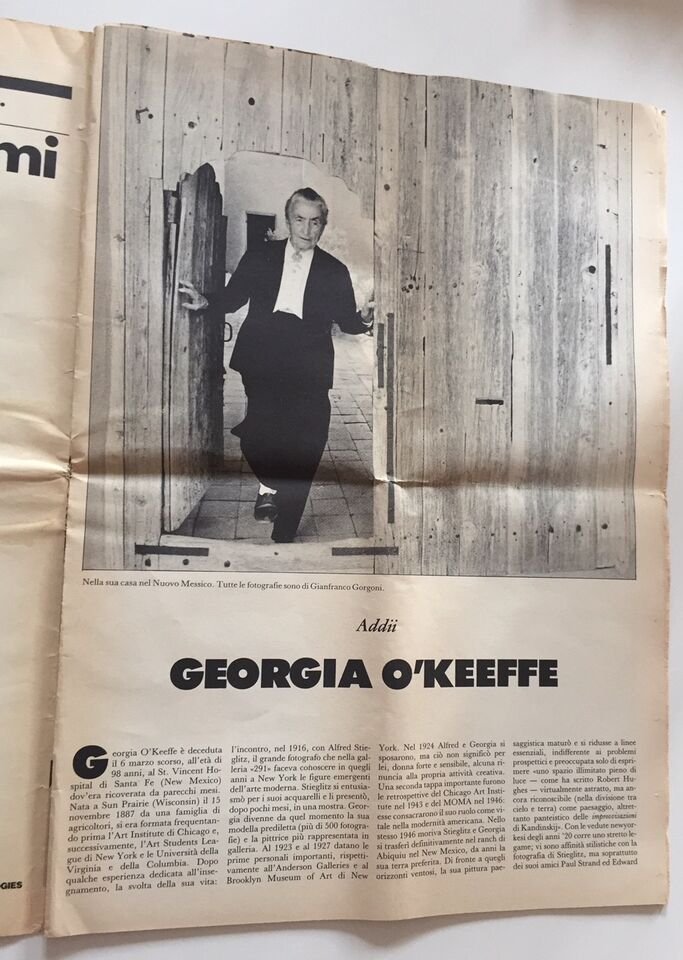 mi
GIES
Nella sua casa nel Nuovo Messico. Tutte le fotografie sono di Gianfranco Gorgoni.
Addii
GEORGIA O'KEEFFE
Georgia O'Keeffe è deceduta
il 6 marzo scorso, all'età di
98 anni, al St. Vincent Ho-
spital di Santa Fe (New Mexico)
dov'era ricoverata da parecchi mesi.
Nata a Sun Prairie (Wisconsin) il 15
novembre 1887 da una famiglia di
agricoltori, si era formata frequentan-
do prima l'Art Institute di Chicago e,
successivamente, l'Art Students Lea-
gue di New York e le Università della
Virginia e della Columbia. Dopo
qualche esperienza dedicata all'inse-
gnamento, la svolta della sua vita:
l'incontro, nel 1916, con Alfred Stie-
glitz, il grande fotografo che nella ga-
leria «291» faceva conoscere in quegli
anni a New York le figure emergenti
dell'arte moderna. Stieglitz si entusia-
smò per i suoi acquarelli e li presentò,
dopo pochi mesi, in una mostra. Geor-
gia divenne da quel momento la sua
modella prediletta (più di 500 fotogra-
fie) e la pittrice più rappresentata in
galleria. Al 1923 e al 1927 datano le
prime personali importanti, rispetti-
vamente all'Anderson Galleries e al
Brooklyn Museum of Art di New
York. Nel 1924 Alfred e Georgia si
sposarono, ma ciò non significò per
lei, donna forte e sensibile, alcuna ri-
nuncia alla propria attività creativa.
Una seconda tappa importante furono
le retrospettive del Chicago Art Insti-
tute nel 1943 e del MOMA nel 1946:
esse consacrarono il suo ruolo come vi-
tale nella modernità americana. Nello
stesso 1946 moriva Stieglitz e Georgia
si trasferì definitivamente nel ranch di
Abiquiu nel New Mexico, da anni la
sua terra preferita. Di fronte a quegli
orizzonti ventosi, la sua pittura pae-
saggistica maturò e si ridusse a linee
essenziali, indifferente ai problemi
prospettici e preoccupata solo di espri-
mere «uno spazio illimitato pieno di
luce — come ha scritto Robert Hu-
ghes — virtualmente astratto, ma an-
cora riconoscibile (nella divisione tra
cielo e terra) come paesaggio, altret-
tanto panteistico delle improvvisazioni
di Kandinskij». Con le vedute newyor-
kesi degli anni '20 corre uno stretto le-
game; vi sono affinità stilistiche con la
fotografia di Stieglitz, ma soprattutto
dei suoi amici Paul Strand ed Edward